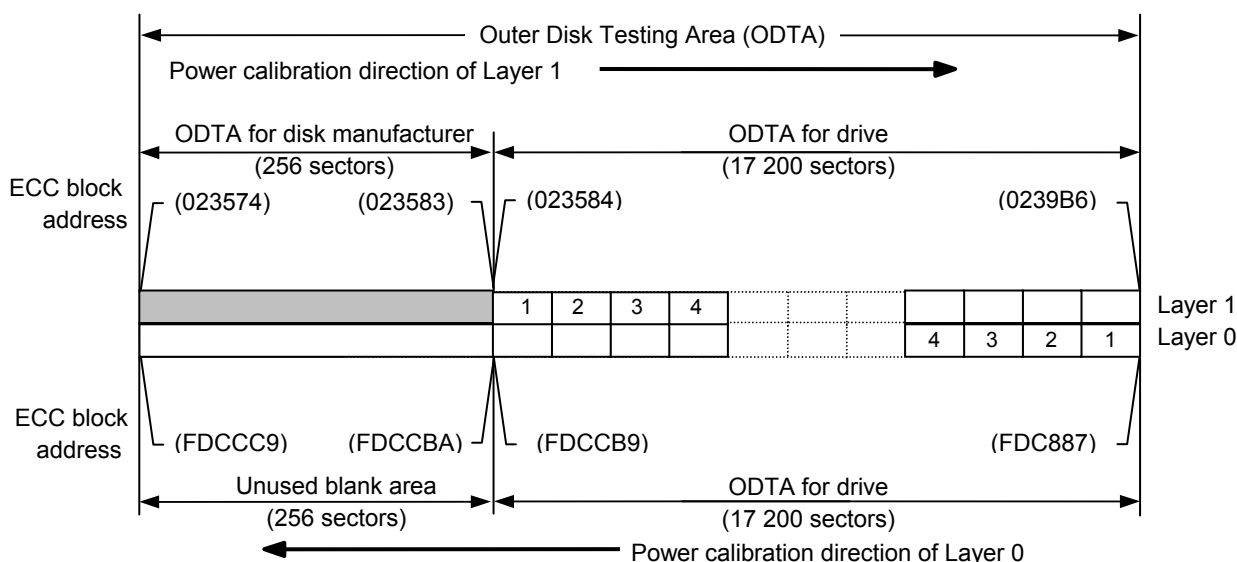 Outer Disk Testing Area (ODTA)
Power calibration direction of Layer 1
ODTA for disk manufacturer
(256 sectors)
ODTA for drive
(17 200 sectors)
ECC block
address
(023574)
(023583)
(023584)
(0239B6)
1 2 3 4
Layer 1
4 3 2 1
Layer 0
ECC block
address
(FDCCC9)
(FDCCBA)
(FDCCB9)
(FDC887)
Unused blank area
(256 sectors)
ODTA for drive
(17 200 sectors)
Power calibration direction of Layer 0